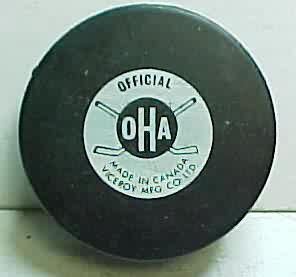 OFFICIAL
OHA
MADE IN CANADA
VICEROY MFG. CO. LTD.